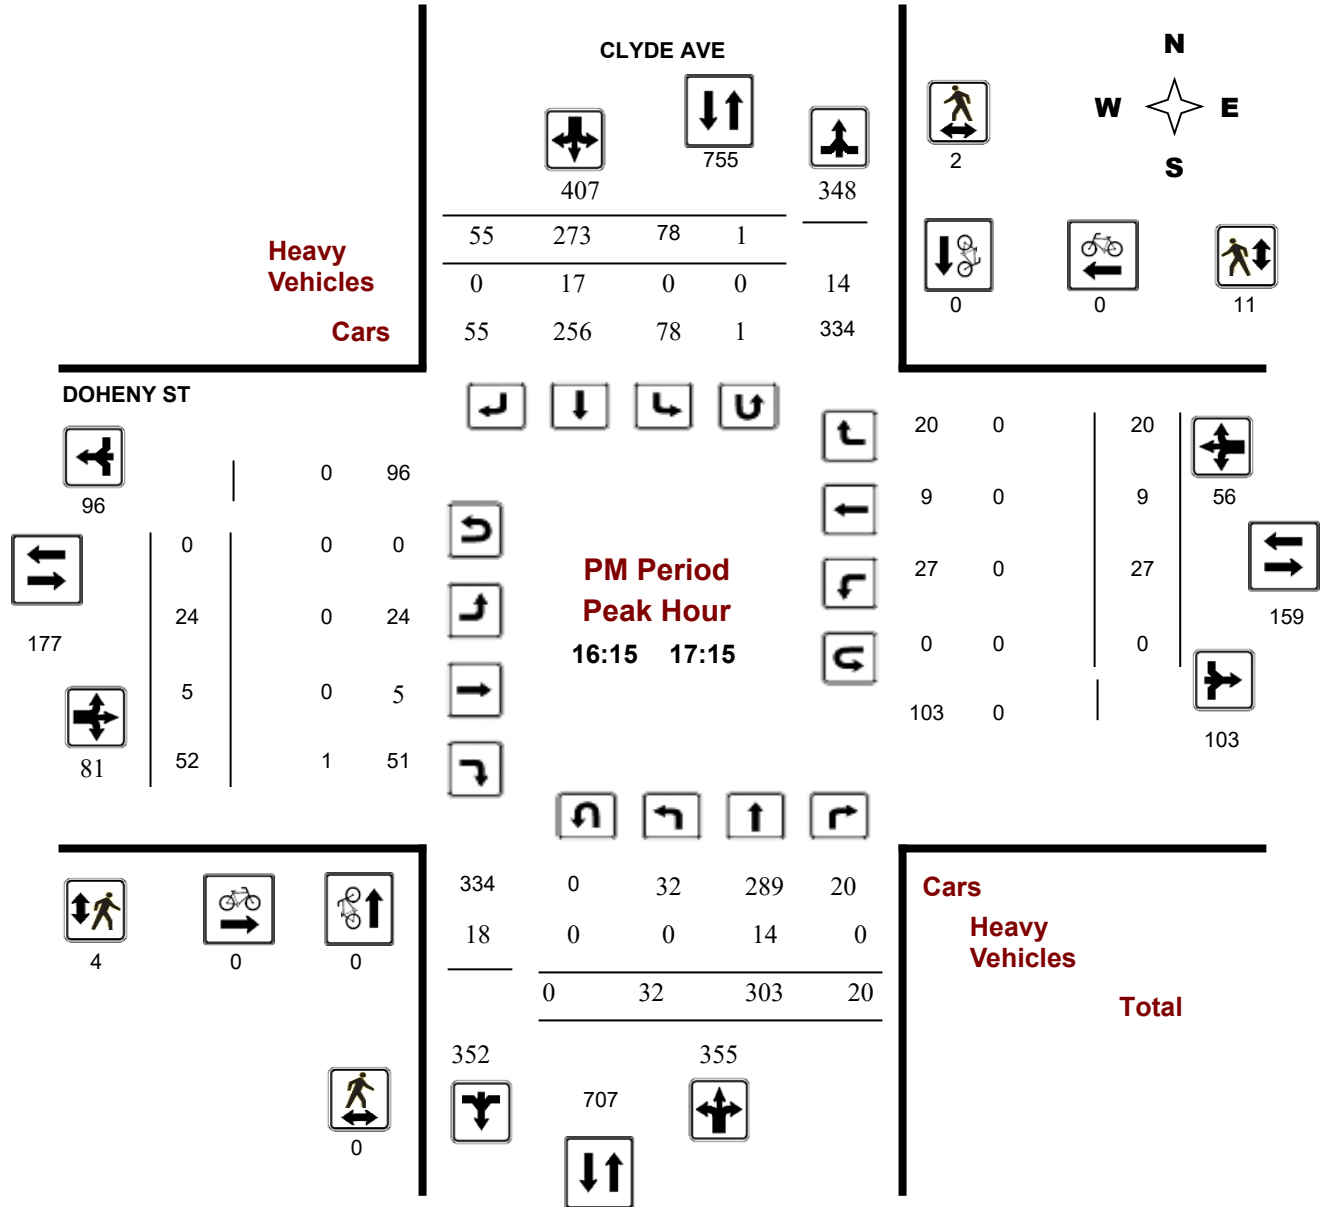 CLYDE AVE
N
W E
S
755
407
348
2
55 273 78 1
Heavy
Vehicles
0 17 0 0 14
0 0 11
Cars
55 256 78 1 334
DOHENY ST
20 0 20
0 96
96
9 0 9 56
0 0 0
PM Period
Peak Hour
27 0 27
24 0 24
159
177
16:15 17:15
0 0 0
5 0 5
103 0
103
81
52 1 51
334 0 32 289 20
Cars
18 0 0 14 0
Heavy
Vehicles
4 0 0
0 32 303 20
Total
352 355
707
0